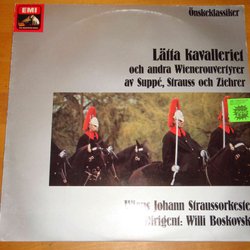 EMI
Önskeklassiker
Lätta kavalleriet
och andra Wienerouvertyrer
av Suppé, Strauss och Ziehrer
Johann Straussorkester
Dirigent: Willi Boskovsky